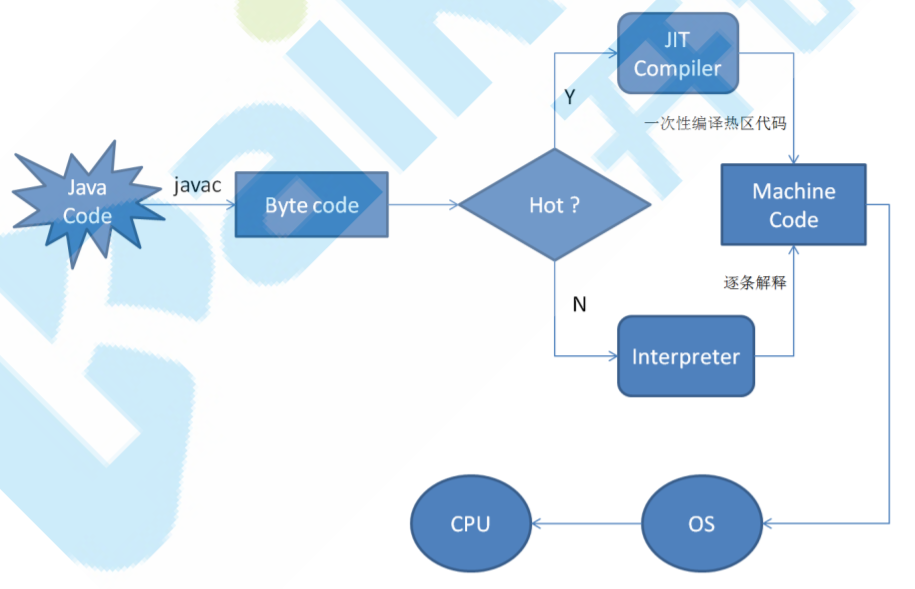 JIT
Compiler
Y
一次性编译热区代码
Java
Code
javac
Byte code
Hot ?
Machine
Code
逐条解释
N
Interpreter
CPU
OS